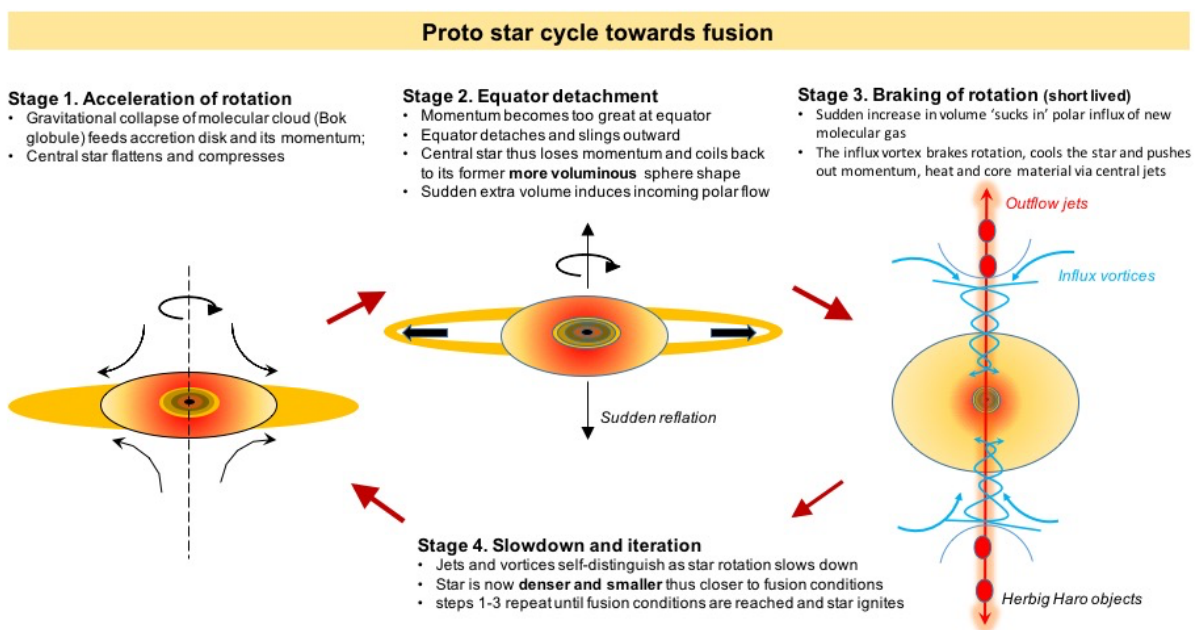 Proto star cycle towards fusion
Stage 1. Acceleration of rotation
• Gravitational collapse of molecular cloud (Bok
globule) feeds accretion disk and its momentum;
• Central star flattens and compresses
Stage 2. Equator detachment
• Momentum becomes too great at equator
• Equator detaches and slings outward
• Central star thus loses momentum and coils back
to its former more voluminous sphere shape
• Sudden extra volume induces incoming polar flow
Stage 3. Braking of rotation (short lived)
• Sudden increase in volume ‘sucks in’ polar influx of new
molecular gas
• The influx vortex brakes rotation, cools the star and pushes
out momentum, heat and core material via central jets
Outflow jets
Influx vortices
Sudden reflation
Stage 4. Slowdown and iteration
• Jets and vortices self-distinguish as star rotation slows down
• Star is now denser and smaller thus closer to fusion conditions
• steps 1-3 repeat until fusion conditions are reached and star ignites
Herbig Haro objects